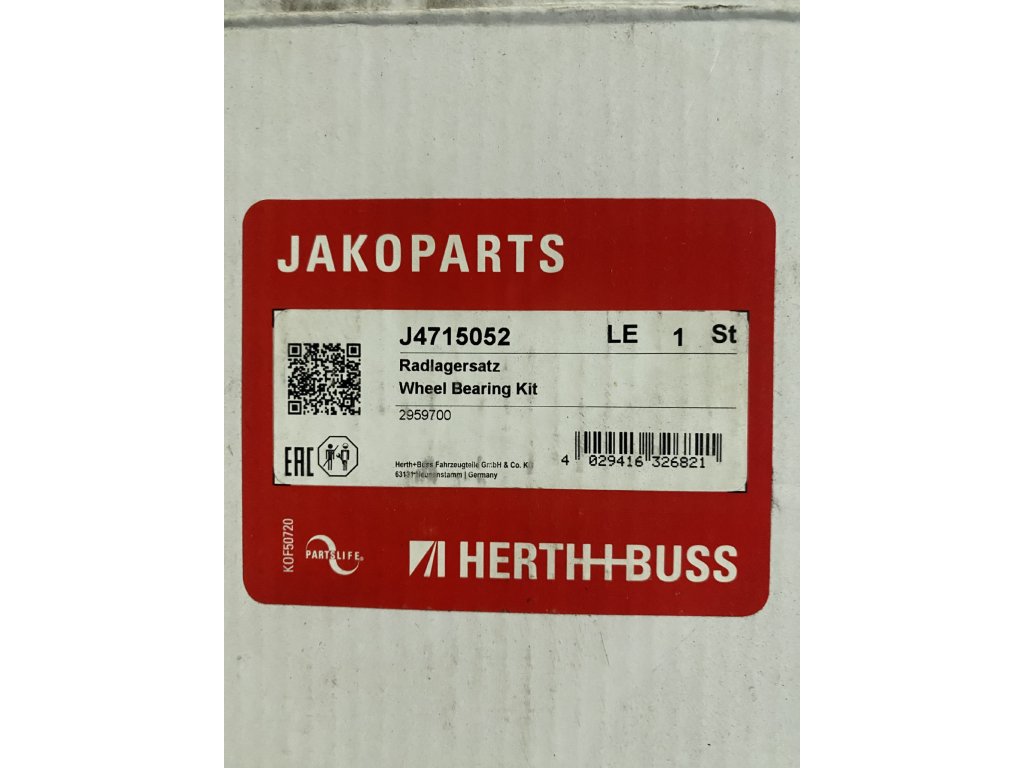 JAKOPARTS
J4715052 LE 1 St
Radlagersatz
Wheel Bearing Kit
2959700
EAC
Herth+Buss Fahrzeugteile GmbH & Co. KG
| Germany
4 029416 326821
KOF50720
PARTSLIFE®
HERTH+BUSS